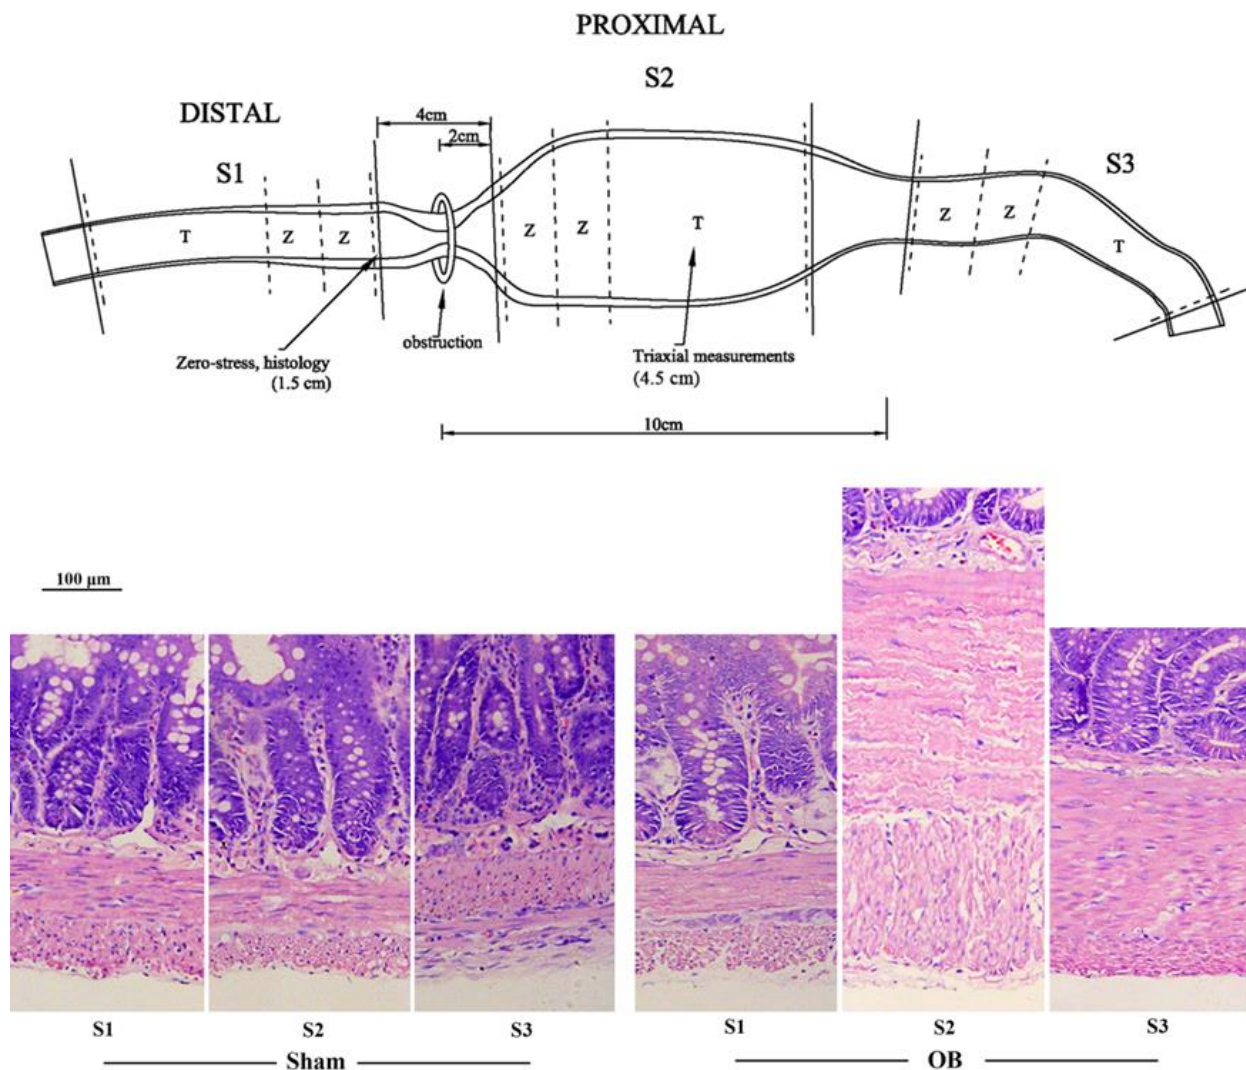 PROXIMAL
S2
DISTAL
4cm
2cm
S1
S3
T
Z
Z
Z
Z
T
Z
Z
T
obstruction
Zero-stress, histology
(1.5 cm)
Triaxial measurements
(4.5 cm)
10cm
100 µm
S1
S2
S3
S1
S2
S3
Sham
OB